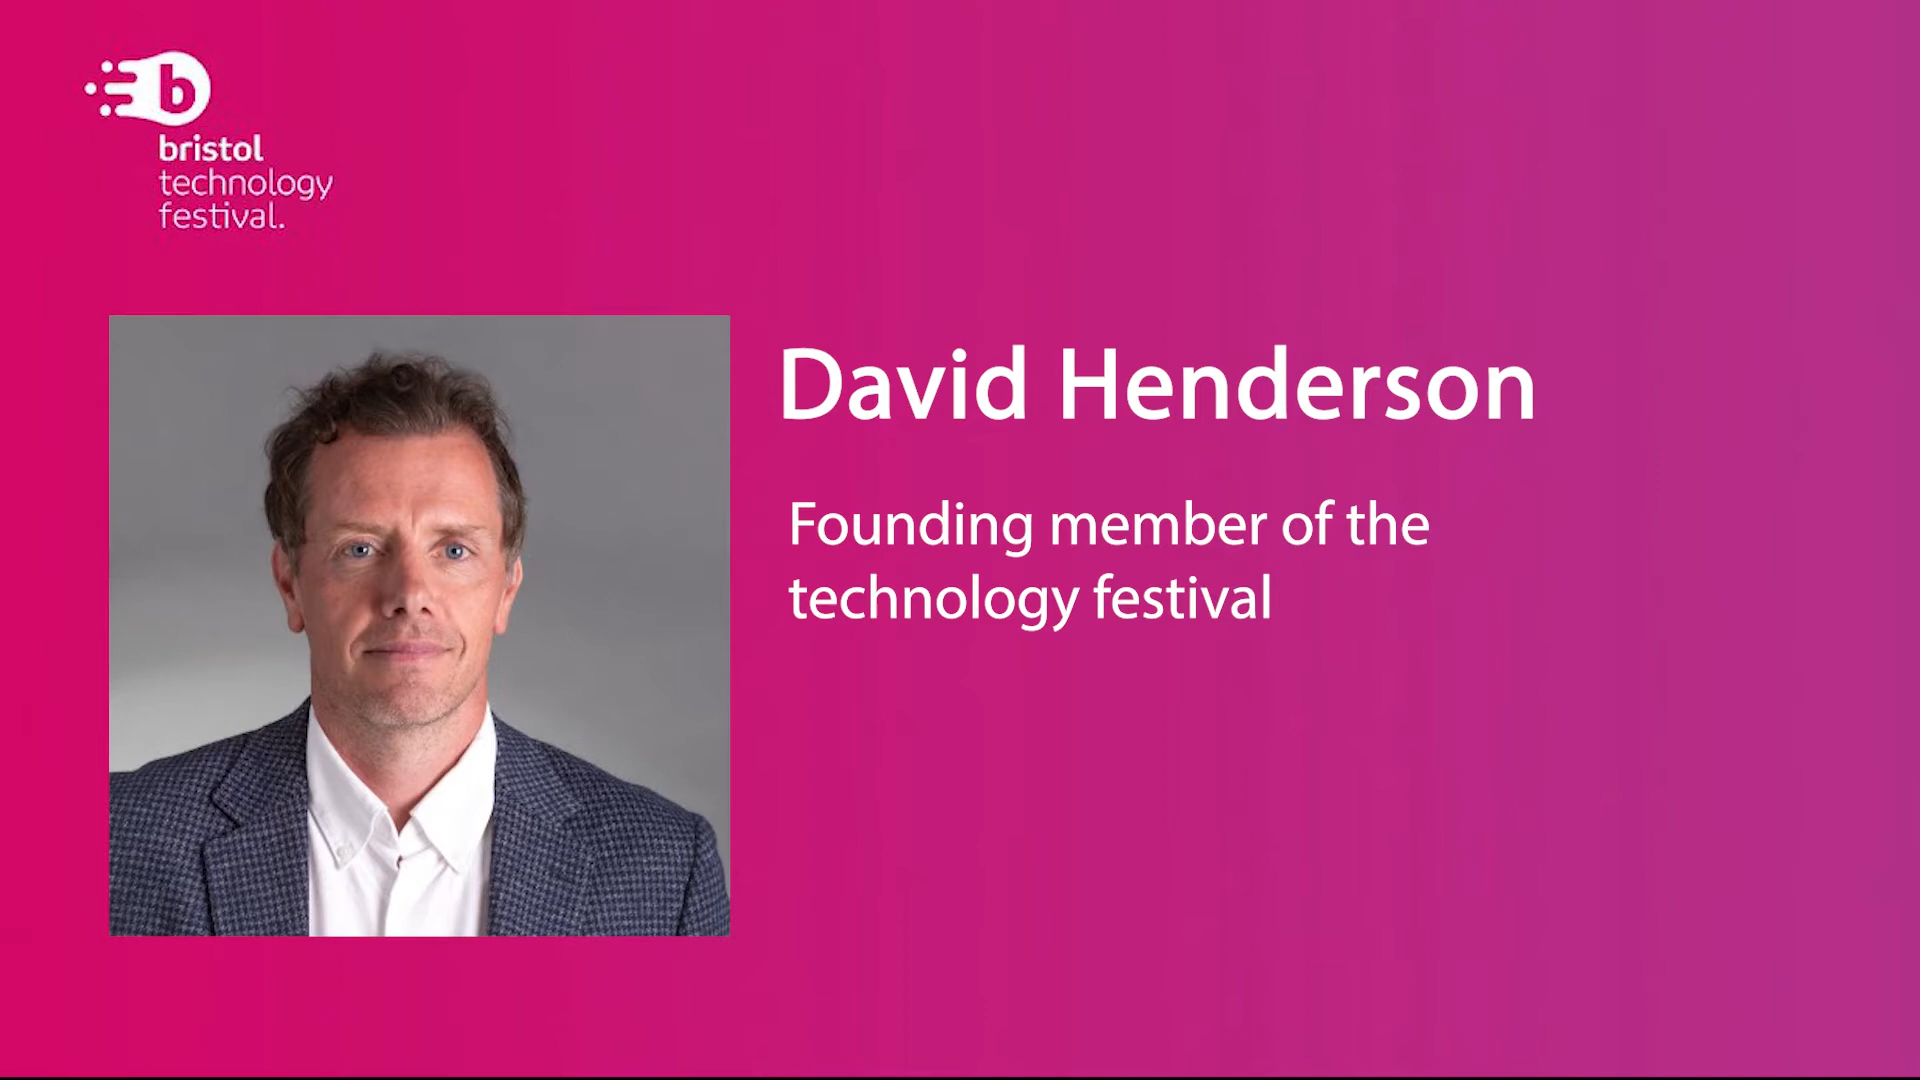 b
bristol
technology
festival.
David Henderson
Founding member of the
technology festival